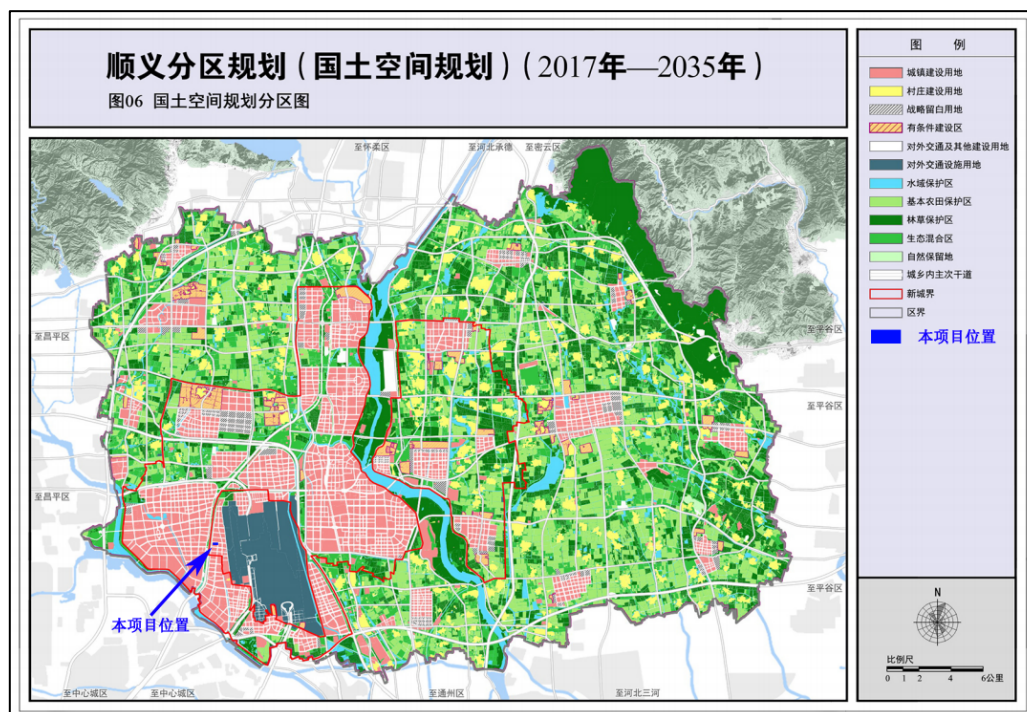 顺义分区规划（国土空间规划）（2017年—2035年）
图06 国土空间规划分区图
至怀柔区
至河北承德
至密云区
至昌平区
至平谷区
至平谷区
至昌平区
至平谷区
本项目位置
至中心城区
至中心城区
至通州区
至河北三河
图 例
城镇建设用地
村庄建设用地
战略留白用地
有条件建设区
对外交通及其他建设用地
对外交通设施用地
水域保护区
基本农田保护区
林草保护区
生态混合区
自然保留地
城乡内主次干道
新城界
区界
本项目位置
N
比例尺
0 1 2 4 6公里